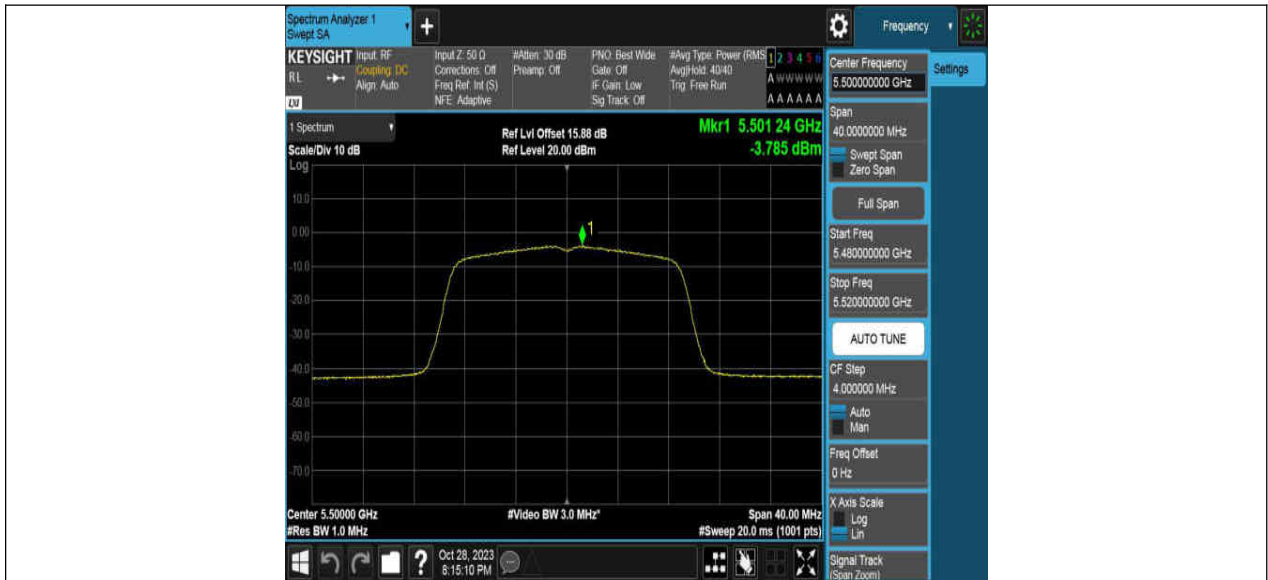 Spectrum Analyzer 1
Swept SA
+
Frequency
KEYSIGHT
RL
Input: RF
Coupling: DC
Align: Auto
Input Z: 50 Ω
Corrections: Off
Freq Ref: Int (S)
NFE: Adaptive
#Atten: 30 dB
Preamp: Off
PNO: Best Wide
Gate: Off
IF Gain: Low
Sig Track: Off
#Avg Type: Power (RMS
Avg|Hold: 40/40
Trig: Free Run
1 2 3 4 5 6
A W W W W W
A A A A A A
1 Spectrum
Scale/Div 10 dB
Ref Lvl Offset 15.88 dB
Ref Level 20.00 dBm
Mkr1 5.501 24 GHz
-3.785 dBm
Log
10.0
0.00
-10.0
-20.0
-30.0
-40.0
-50.0
-60.0
-70.0
1
Center 5.50000 GHz
#Res BW 1.0 MHz
#Video BW 3.0 MHz*
Span 40.00 MHz
#Sweep 20.0 ms (1001 pts)
?
Oct 28, 2023
8:15:10 PM
Center Frequency
5.500000000 GHz
Settings
Span
40.0000000 MHz
Swept Span
Zero Span
Full Span
Start Freq
5.480000000 GHz
Stop Freq
5.520000000 GHz
AUTO TUNE
CF Step
4.000000 MHz
Auto
Man
Freq Offset
0 Hz
X Axis Scale
Log
Lin
Signal Track
(Span Zoom)